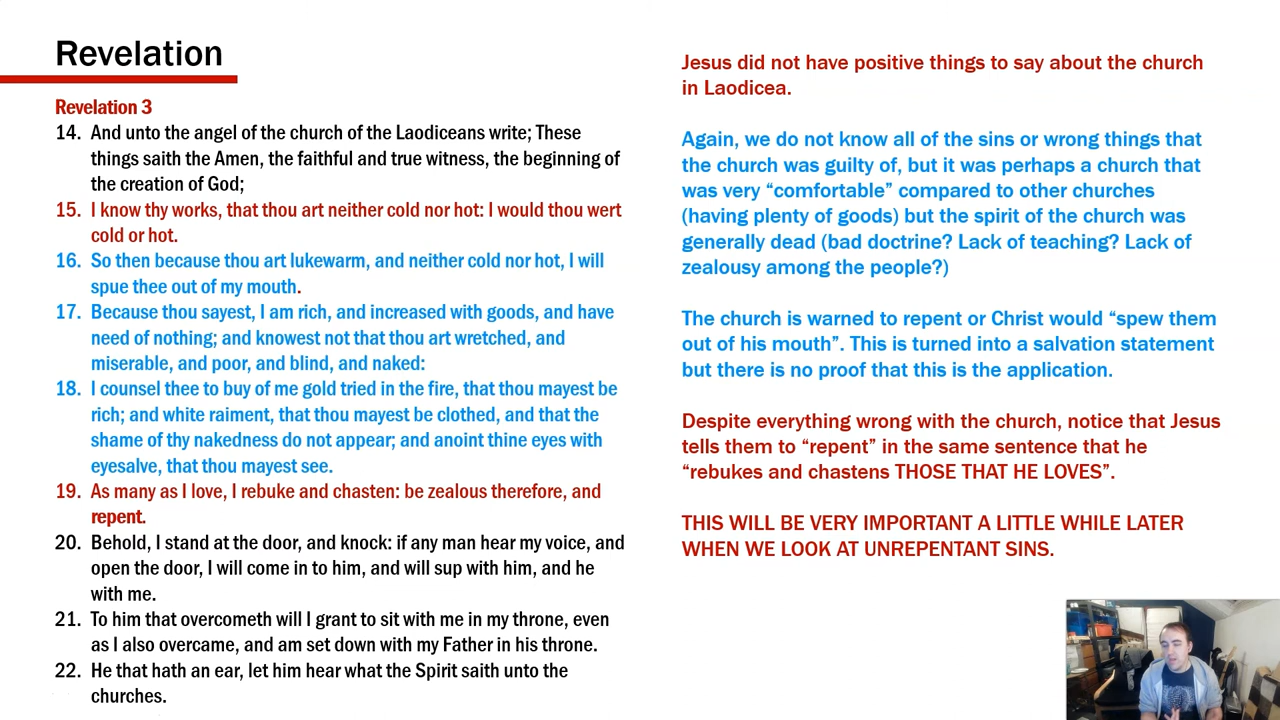 Revelation
Revelation 3
14. And unto the angel of the church of the Laodiceans write; These
things saith the Amen, the faithful and true witness, the beginning of
the creation of God;
15. I know thy works, that thou art neither cold nor hot: I would thou wert
cold or hot.
16. So then because thou art lukewarm, and neither cold nor hot, I will
spue thee out of my mouth.
17. Because thou sayest, I am rich, and increased with goods, and have
need of nothing; and knowest not that thou art wretched, and
miserable, and poor, and blind, and naked:
18. I counsel thee to buy of me gold tried in the fire, that thou mayest be
rich; and white raiment, that thou mayest be clothed, and that the
shame of thy nakedness do not appear; and anoint thine eyes with
eyesalve, that thou mayest see.
19. As many as I love, I rebuke and chasten: be zealous therefore, and
repent.
20. Behold, I stand at the door, and knock: if any man hear my voice, and
open the door, I will come in to him, and will sup with him, and he
with me.
21. To him that overcometh will I grant to sit with me in my throne, even
as I also overcame, and am set down with my Father in his throne.
22. He that hath an ear, let him hear what the Spirit saith unto the
churches.
Jesus did not have positive things to say about the church
in Laodicea.
Again, we do not know all of the sins or wrong things that
the church was guilty of, but it was perhaps a church that
was very “comfortable” compared to other churches
(having plenty of goods) but the spirit of the church was
generally dead (bad doctrine? Lack of teaching? Lack of
zealousy among the people?)
The church is warned to repent or Christ would “spew them
out of his mouth”. This is turned into a salvation statement
but there is no proof that this is the application.
Despite everything wrong with the church, notice that Jesus
tells them to “repent” in the same sentence that he
“rebukes and chastens THOSE THAT HE LOVES”.
THIS WILL BE VERY IMPORTANT A LITTLE WHILE LATER
WHEN WE LOOK AT UNREPENTANT SINS.